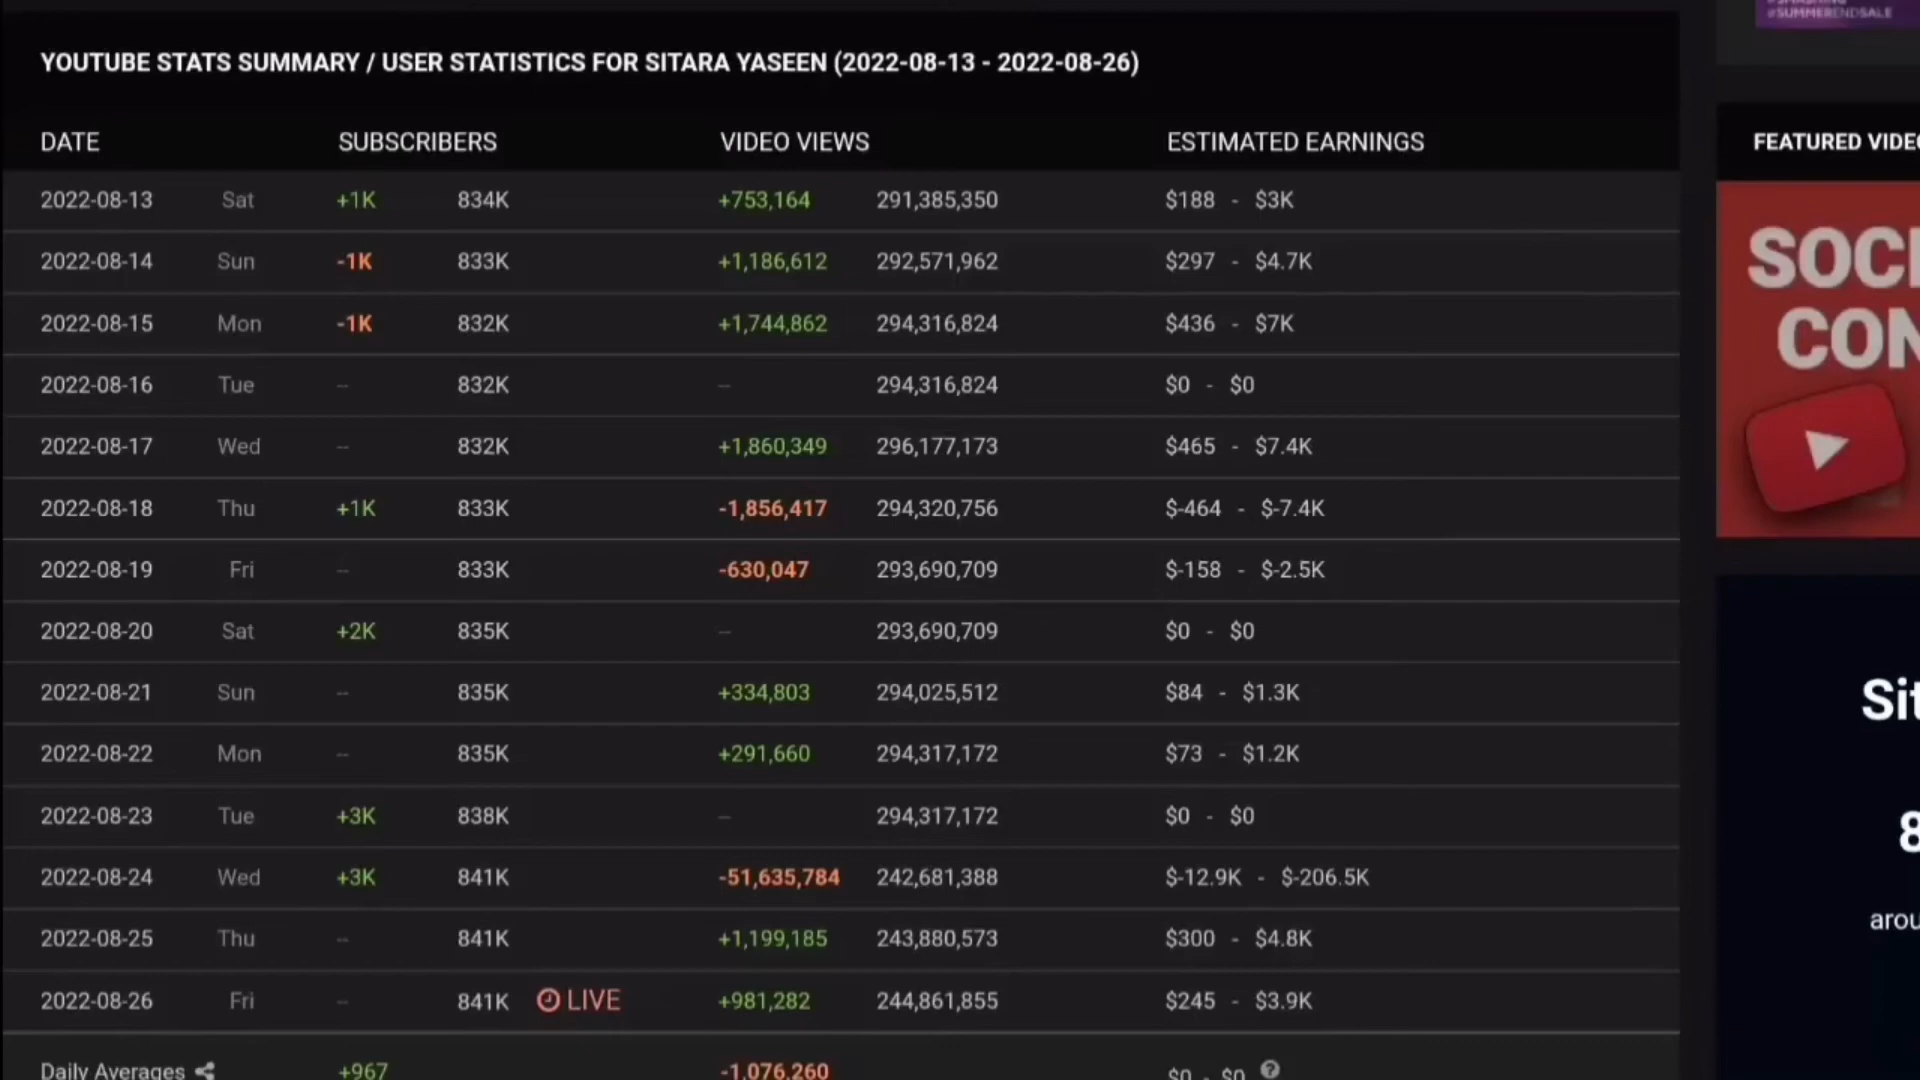 #SUMMERENDSALE
YOUTUBE STATS SUMMARY / USER STATISTICS FOR SITARA YASEEN (2022-08-13 - 2022-08-26)
DATE SUBSCRIBERS VIDEO VIEWS ESTIMATED EARNINGS
2022-08-13 Sat +1K 834K +753,164 291,385,350 $188 - $3K
2022-08-14 Sun -1K 833K +1,186,612 292,571,962 $297 - $4.7K
2022-08-15 Mon -1K 832K +1,744,862 294,316,824 $436 - $7K
2022-08-16 Tue -- 832K -- 294,316,824 $0 - $0
2022-08-17 Wed -- 832K +1,860,349 296,177,173 $465 - $7.4K
2022-08-18 Thu +1K 833K -1,856,417 294,320,756 $-464 - $-7.4K
2022-08-19 Fri -- 833K -630,047 293,690,709 $-158 - $-2.5K
2022-08-20 Sat +2K 835K -- 293,690,709 $0 - $0
2022-08-21 Sun -- 835K +334,803 294,025,512 $84 - $1.3K
2022-08-22 Mon -- 835K +291,660 294,317,172 $73 - $1.2K
2022-08-23 Tue +3K 838K -- 294,317,172 $0 - $0
2022-08-24 Wed +3K 841K -51,635,784 242,681,388 $-12.9K - $-206.5K
2022-08-25 Thu -- 841K +1,199,185 243,880,573 $300 - $4.8K
2022-08-26 Fri -- 841K LIVE +981,282 244,861,855 $245 - $3.9K
Daily Averages +967 -1,076,260 $0 - $0
FEATURED VIDEO
SOCI
CON
Sit
8
arou